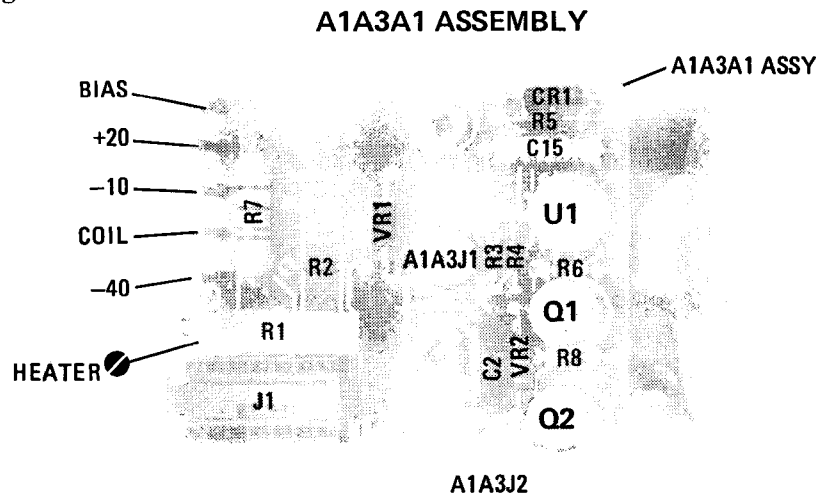 g
A1A3A1 ASSEMBLY
A1A3A1 ASSY
BIAS
CR1
+20
R5
C15
−10
R7
VR1
U1
COIL
R2
A1A3J1
R3
R4
R6
−40
Q1
R1
HEATER
C2
VR2
R8
J1
Q2
A1A3J2